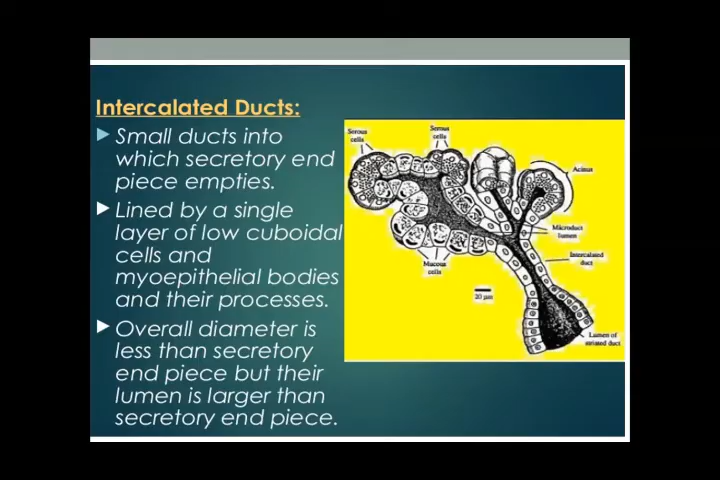 Intercalated Ducts:
Small ducts into
which secretory end
piece empties.
Lined by a single
layer of low cuboidal
cells and
myoepithelial bodies
and their processes.
Overall diameter is
less than secretory
end piece but their
lumen is larger than
secretory end piece.
Serous
cells
Serous
cells
Acinus
Microduct
lumen
Intercalated
duct
Mucous
cells
20 µm
Lumen of
striated duct